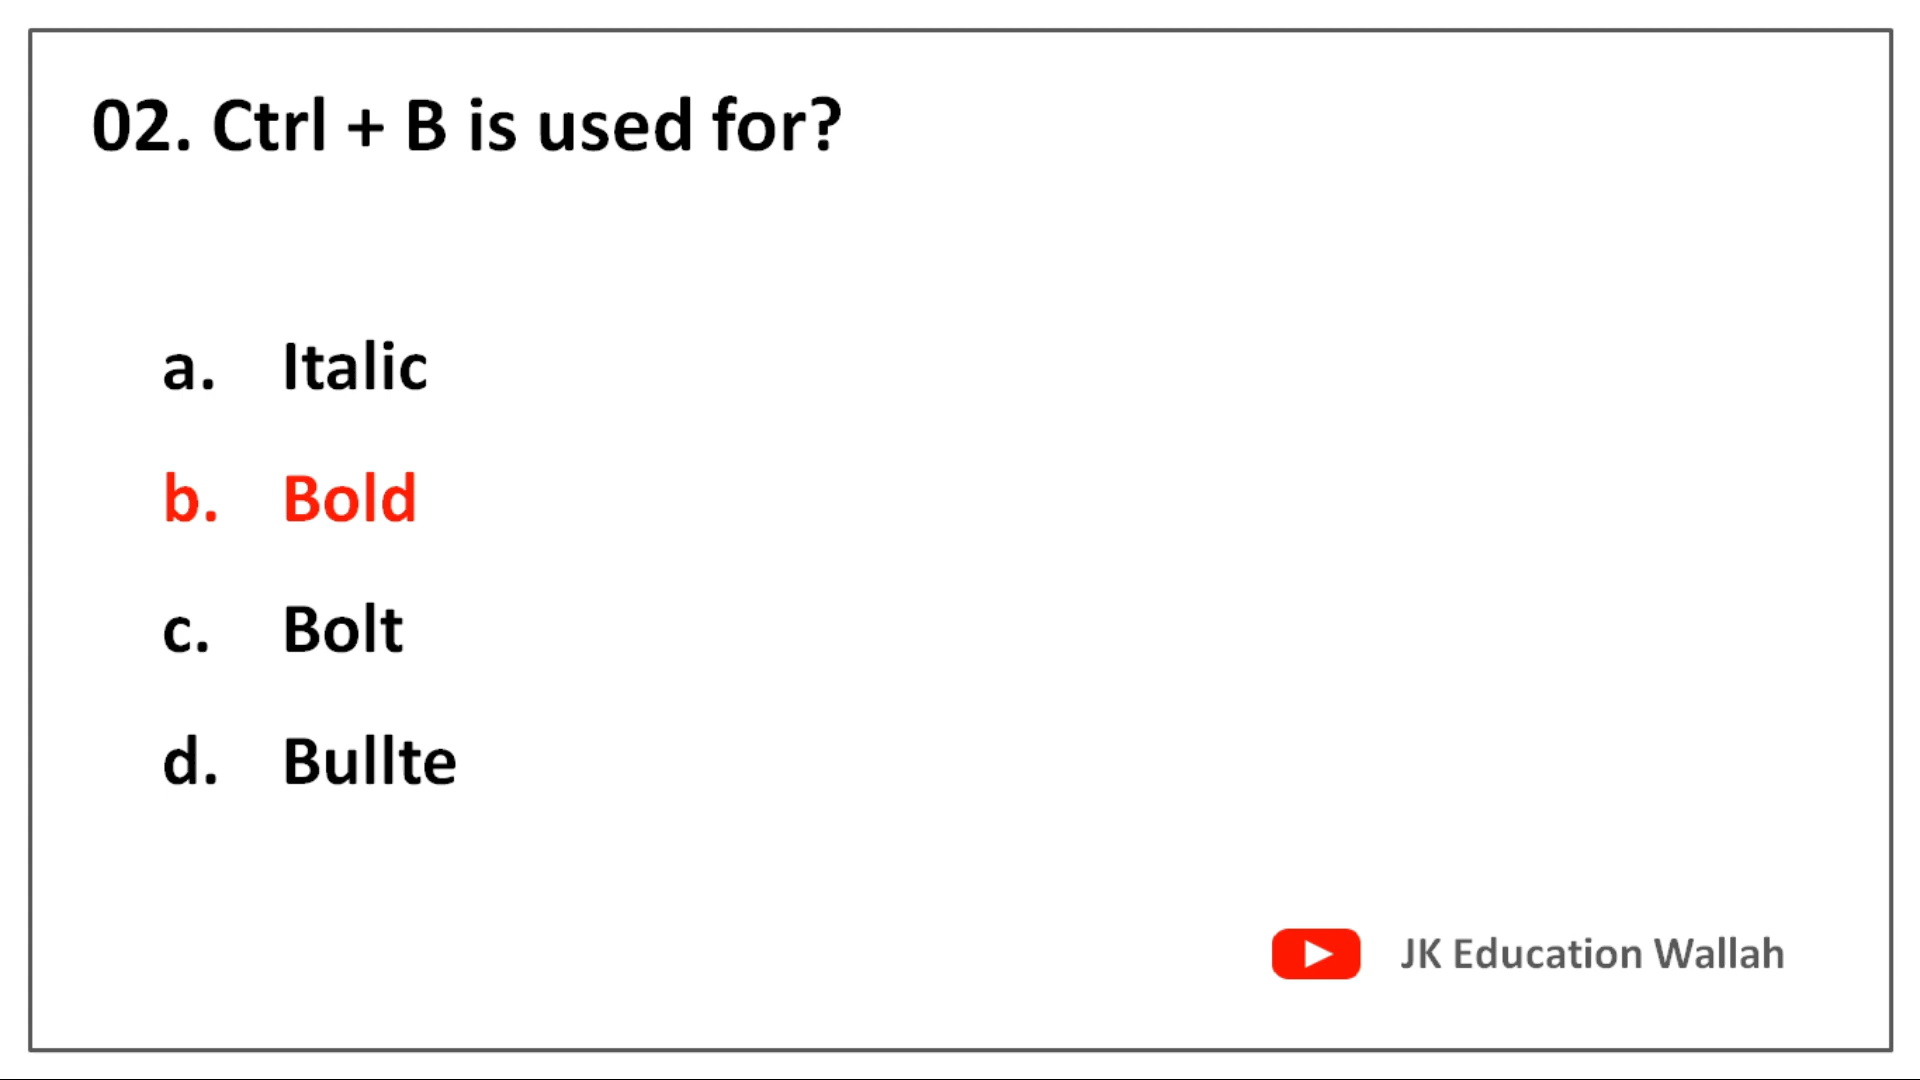 02. Ctrl + B is used for?
a. Italic
b. Bold
c. Bolt
d. Bullte
JK Education Wallah